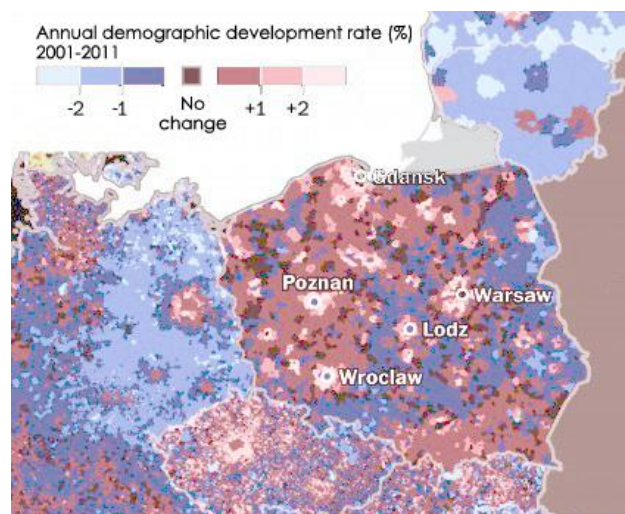 Annual demographic development rate (%)
2001-2011
-2 -1 No change +1 +2
Gdansk
Poznan
Warsaw
Lodz
Wroclaw